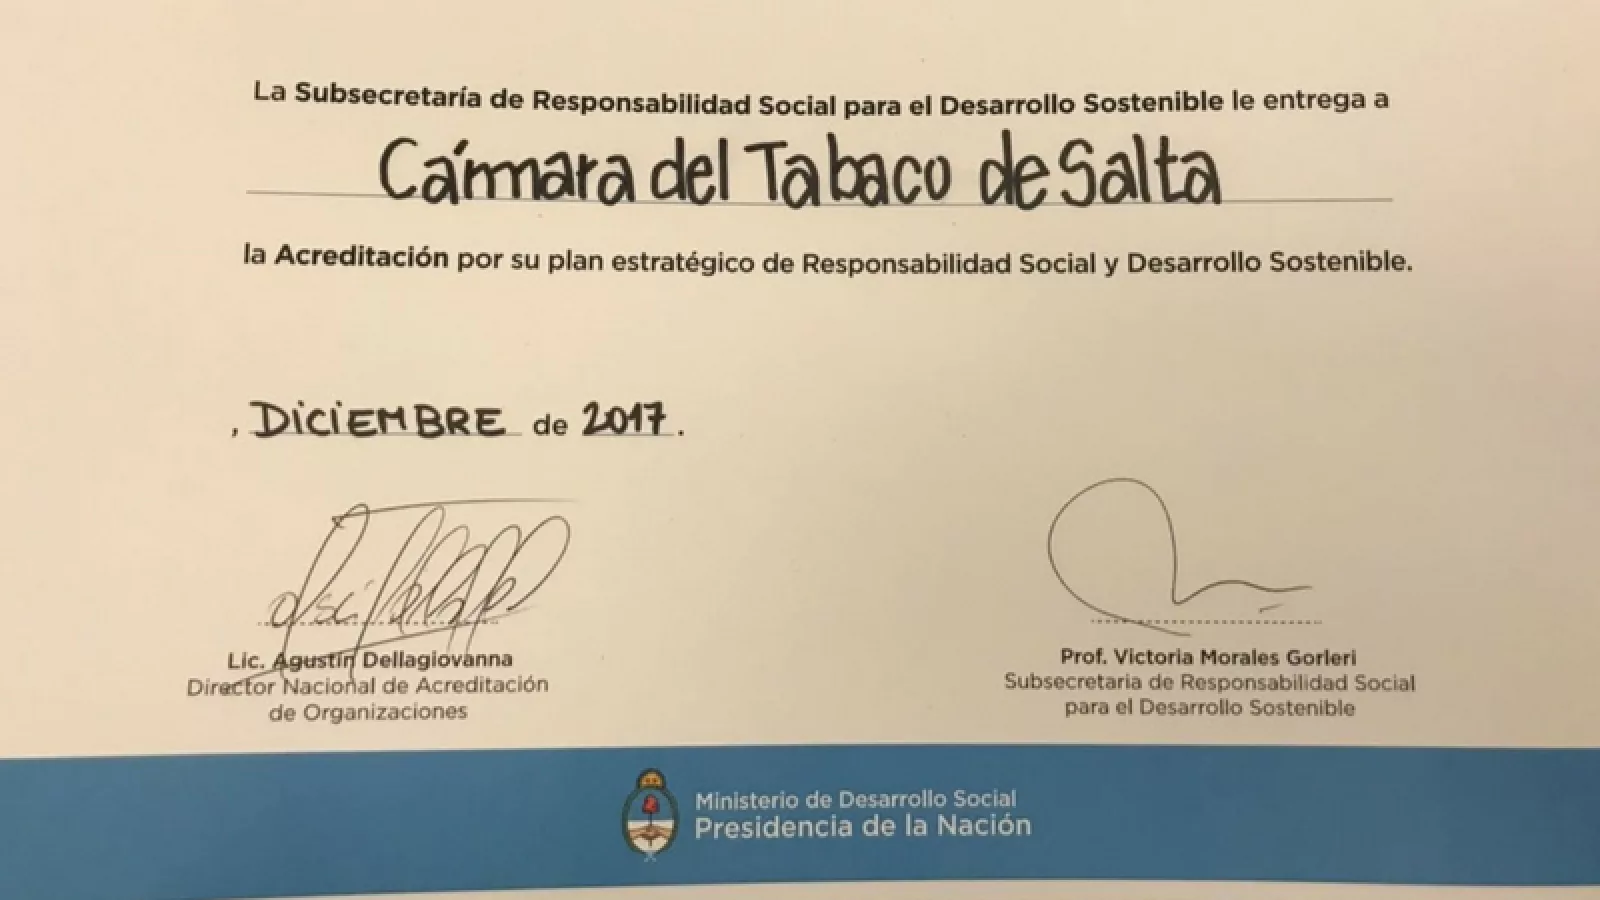 La Subsecretaría de Responsabilidad Social para el Desarrollo Sostenible le entrega a
Cámara del Tabaco de Salta
la Acreditación por su plan estratégico de Responsabilidad Social y Desarrollo Sostenible.
, DICIEMBRE de 2017.
Lic. Agustín Dellagiovanna
Director Nacional de Acreditación
de Organizaciones
Prof. Victoria Morales Gorleri
Subsecretaria de Responsabilidad Social
para el Desarrollo Sostenible
Ministerio de Desarrollo Social
Presidencia de la Nación